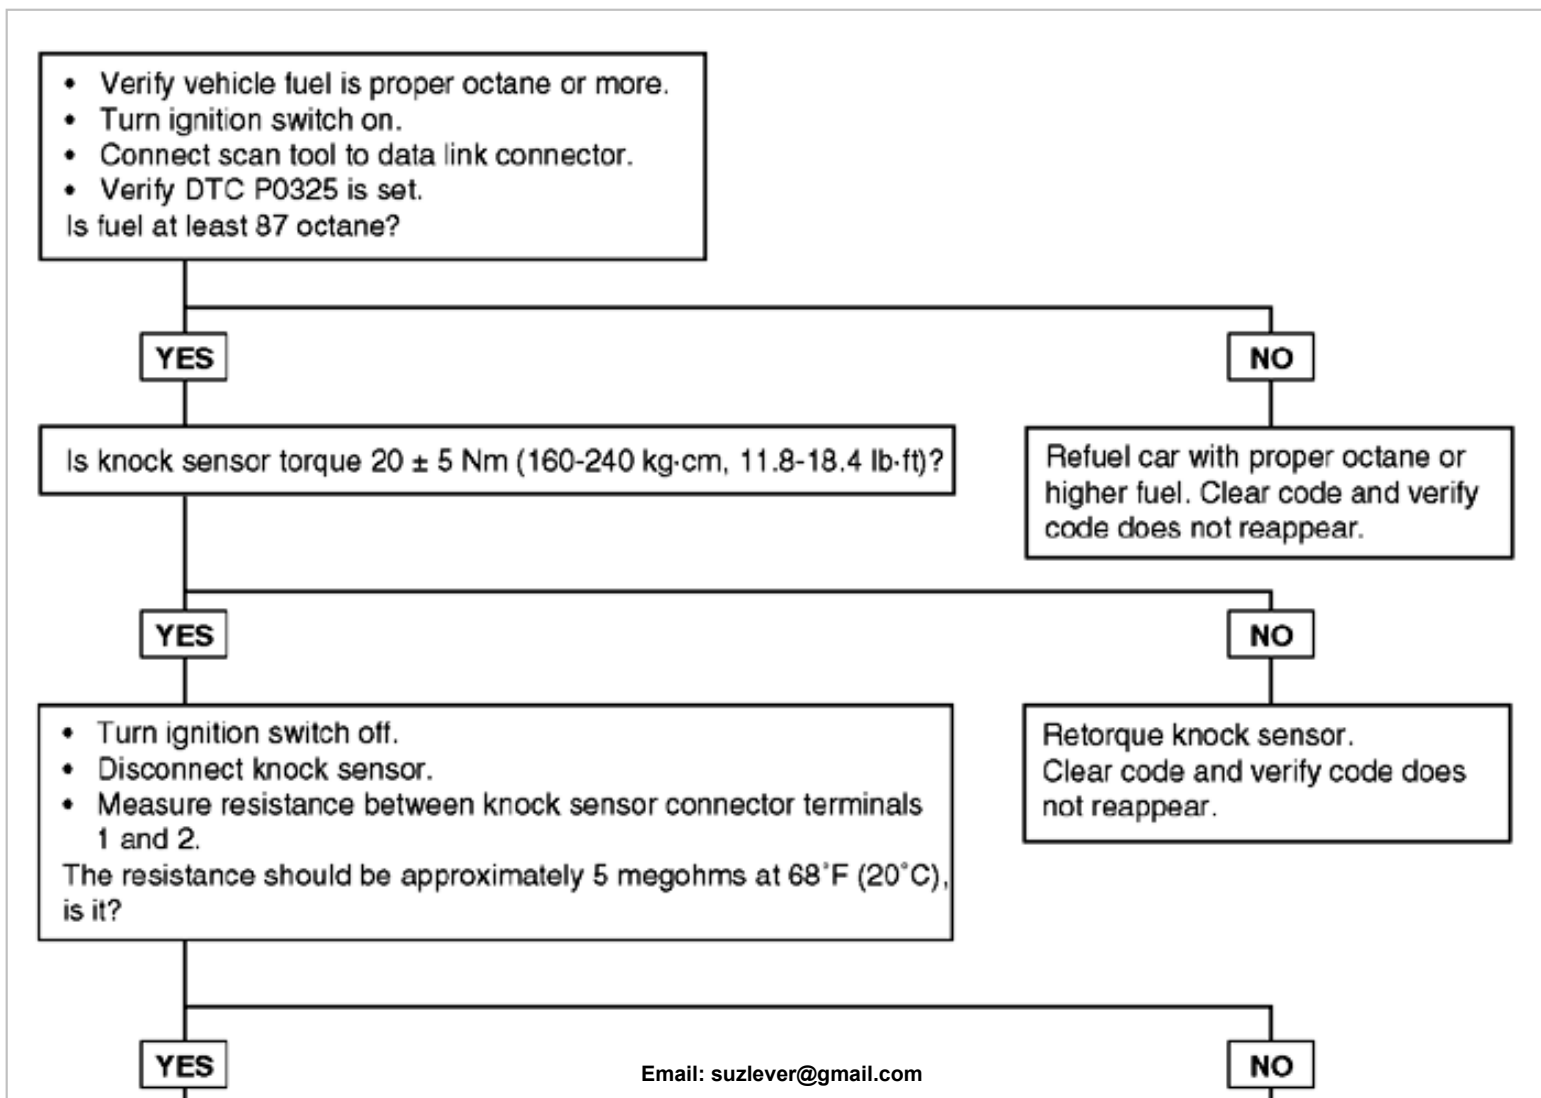 • Verify vehicle fuel is proper octane or more.
• Turn ignition switch on.
• Connect scan tool to data link connector.
• Verify DTC P0325 is set.
Is fuel at least 87 octane?
YES
NO
Is knock sensor torque 20 ± 5 Nm (160-240 kg·cm, 11.8-18.4 lb·ft)?
Refuel car with proper octane or
higher fuel. Clear code and verify
code does not reappear.
YES
NO
• Turn ignition switch off.
• Disconnect knock sensor.
• Measure resistance between knock sensor connector terminals
1 and 2.
The resistance should be approximately 5 megohms at 68˚F (20˚C),
is it?
Retorque knock sensor.
Clear code and verify code does
not reappear.
YES
NO
Email: suzlever@gmail.com